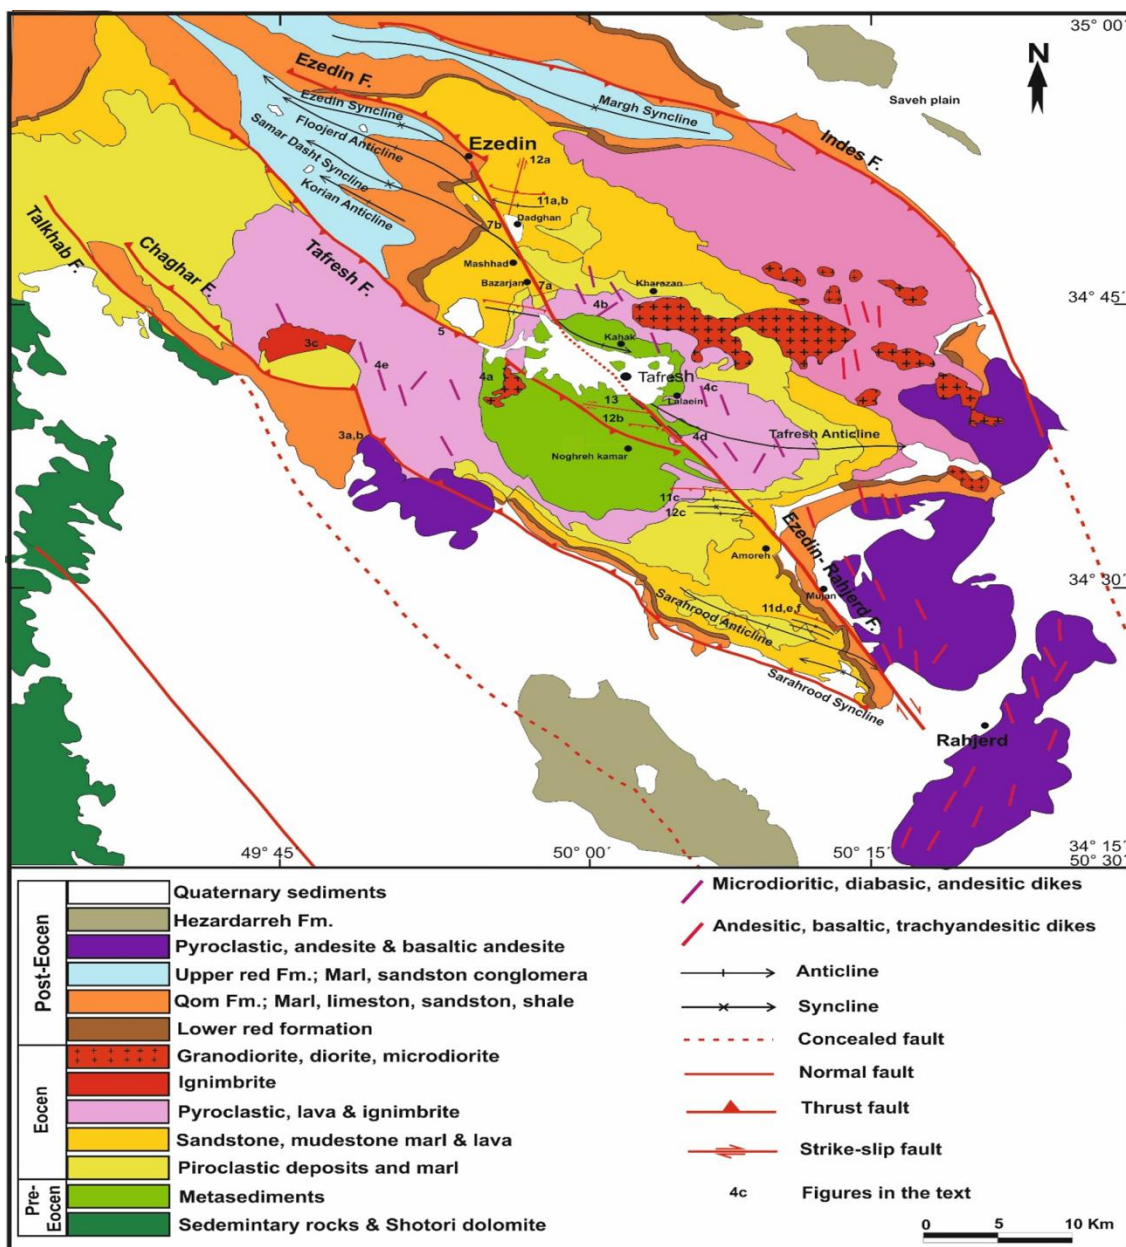 35° 00´
N
Ezedin F.
Ezedin Syncline
Margh Syncline
Saveh plain
Floojerd Anticline
Samar Dasht Syncline
Ezedin
Indes F.
12a
Korian Anticline
11a,b
7b
Dadghan
Talkhab F.
Chaghar F.
Tafresh F.
Mashhad
Bazarjan
7a
Kharazan
4b
34° 45´
5
3c
Kahak
4e
4a
Tafresh
4c
13
Lalaein
12b
3a,b
4d
Tafresh Anticline
Noghreh kamar
11c
12c
Amoreh
Ezedin- Rahjerd F.
34° 30´
Mujan
Sarahrood Anticline
11d,e,f
Sarahrood Syncline
Rahjerd
49° 45´
50° 00´
50° 15´
34° 15´
50° 30´
Post-Eocen
Quaternary sediments
Hezardarreh Fm.
Pyroclastic, andesite & basaltic andesite
Upper red Fm.; Marl, sandston conglomera
Qom Fm.; Marl, limeston, sandston, shale
Lower red formation
Eocen
Granodiorite, diorite, microdiorite
Ignimbrite
Pyroclastic, lava & ignimbrite
Sandstone, mudestone marl & lava
Piroclastic deposits and marl
Pre-
Eocen
Metasediments
Sedemintary rocks & Shotori dolomite
Microdioritic, diabasic, andesitic dikes
Andesitic, basaltic, trachyandesitic dikes
Anticline
Syncline
Concealed fault
Normal fault
Thrust fault
Strike-slip fault
4c Figures in the text
0 5 10 Km